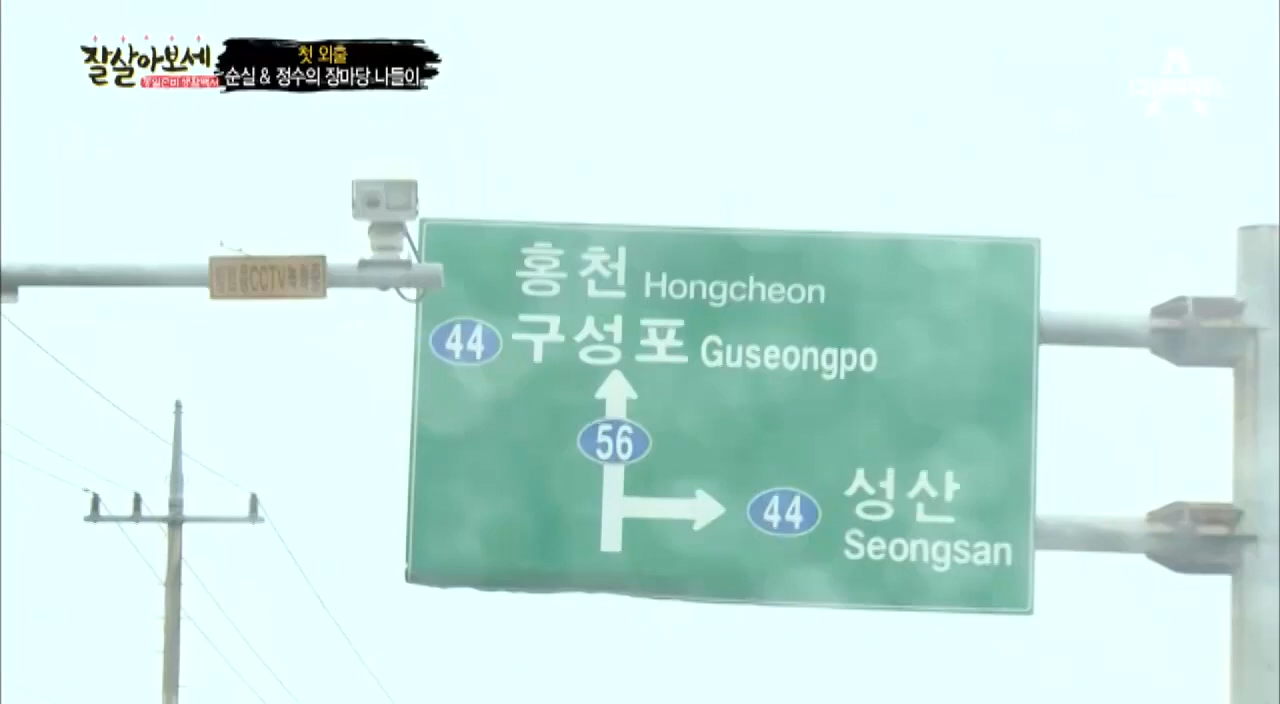 잘살아보세
첫 외출
순실 & 정수의 장마당 나들이
홍천 Hongcheon
44 구성포 Guseongpo
56
44 성산
Seongsan
CCTV